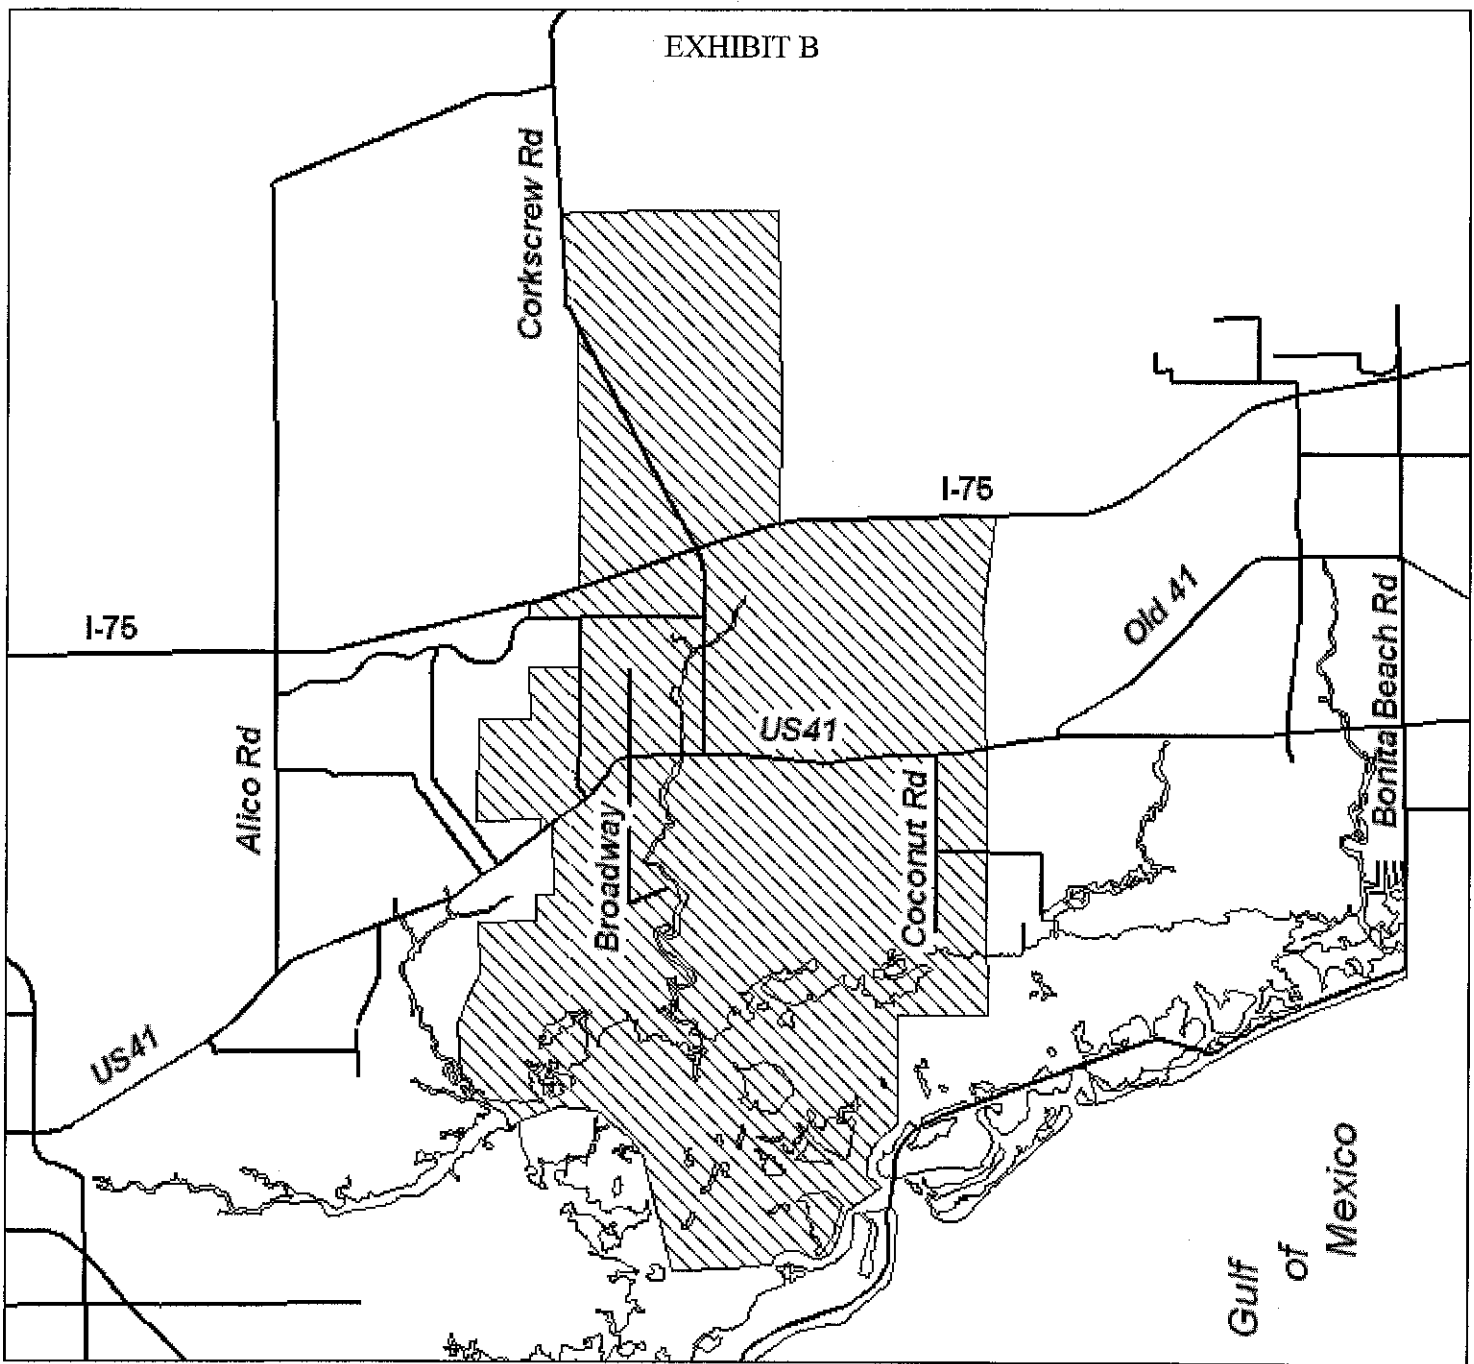 EXHIBIT B
Corkscrew Rd
I-75
I-75
Old 41
Bonita Beach Rd
US41
Alico Rd
Coconut Rd
Broadway
US41
Gulf
of
Mexico